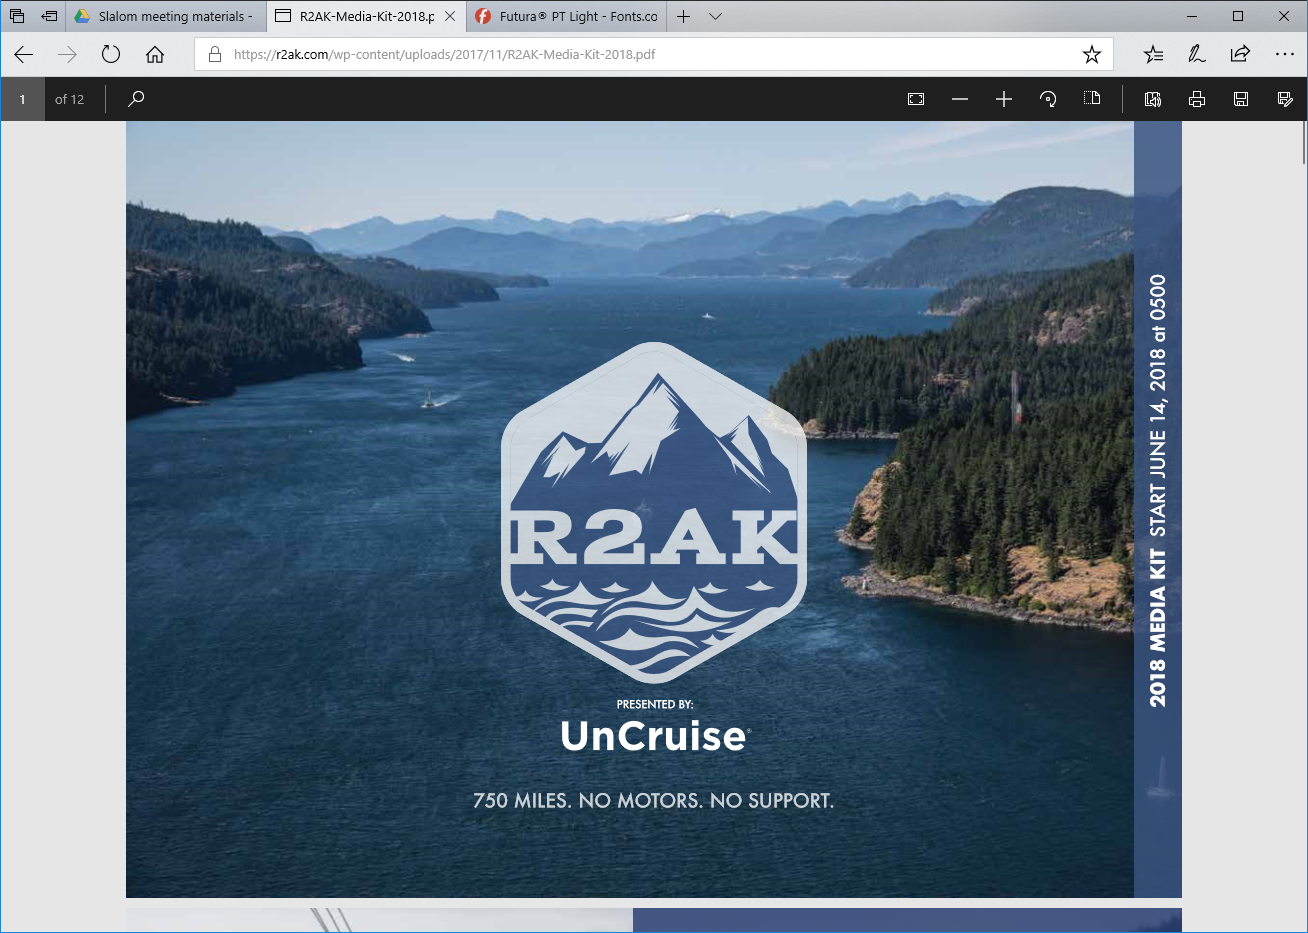 Slalom meeting materials -
R2AK-Media-Kit-2018.p
Futura® PT Light - Fonts.co
https://r2ak.com/wp-content/uploads/2017/11/R2AK-Media-Kit-2018.pdf
1 of 12
R2AK
PRESENTED BY:
UnCruise
750 MILES. NO MOTORS. NO SUPPORT.
2018 MEDIA KIT START JUNE 14, 2018 at 0500